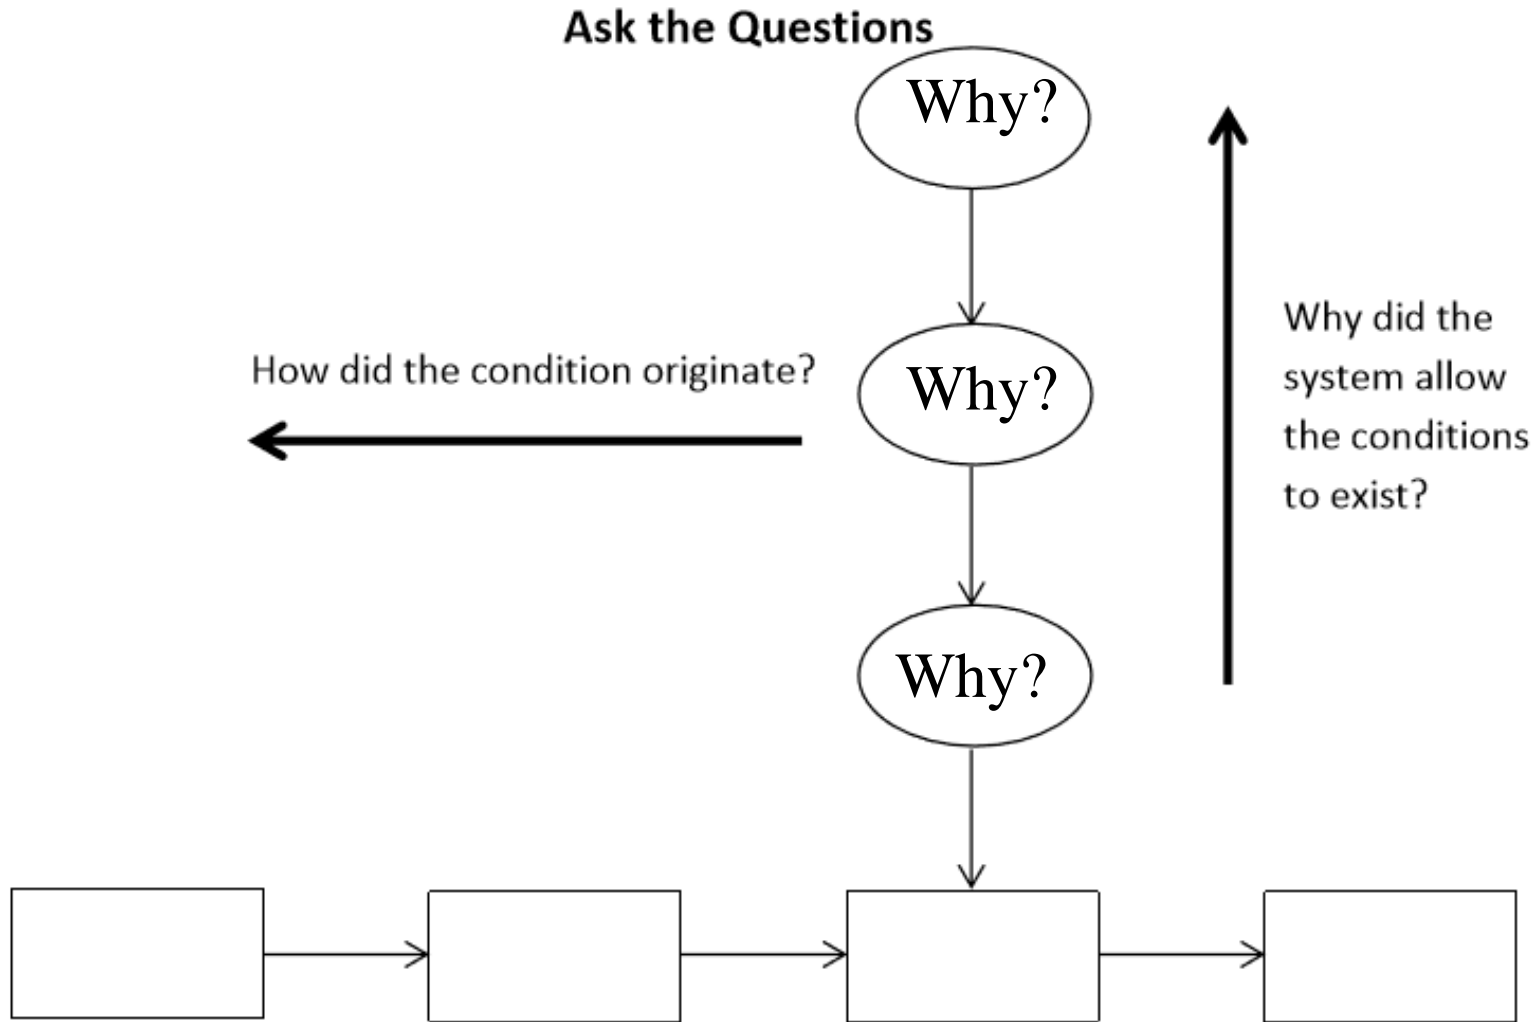 Ask the Questions
Why?
How did the condition originate?
Why?
Why did the
system allow
the conditions
to exist?
Why?